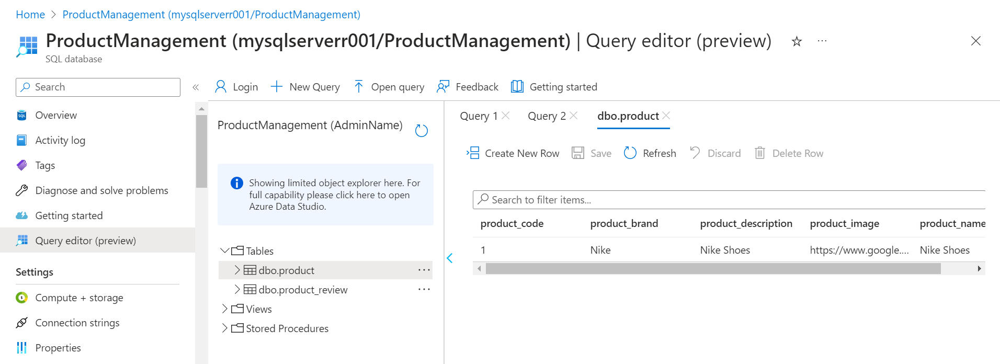 Home > ProductManagement (mysqlserverr001/ProductManagement)
ProductManagement (mysqlserverr001/ProductManagement) | Query editor (preview)
SQL database
Search
Overview
Activity log
Tags
Diagnose and solve problems
Getting started
Query editor (preview)
Settings
Compute + storage
Connection strings
Properties
Login
New Query
Open query
Feedback
Getting started
ProductManagement (AdminName)
Showing limited object explorer here. For
full capability please click here to open
Azure Data Studio.
Tables
dbo.product
dbo.product_review
Views
Stored Procedures
Query 1
Query 2
dbo.product
Create New Row
Save
Refresh
Discard
Delete Row
Search to filter items...
product_code product_brand product_description product_image product_name
1 Nike Nike Shoes https://www.google.... Nike Shoes